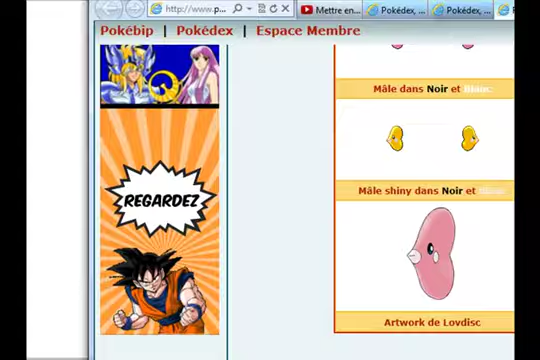 http://www.p...
Mettre en...
Pokédex, ...
Pokédex, ...
Pokébip | Pokédex | Espace Membre
Mâle dans Noir et Blanc:
REGARDEZ
Mâle shiny dans Noir et Blanc:
Artwork de Lovdisc